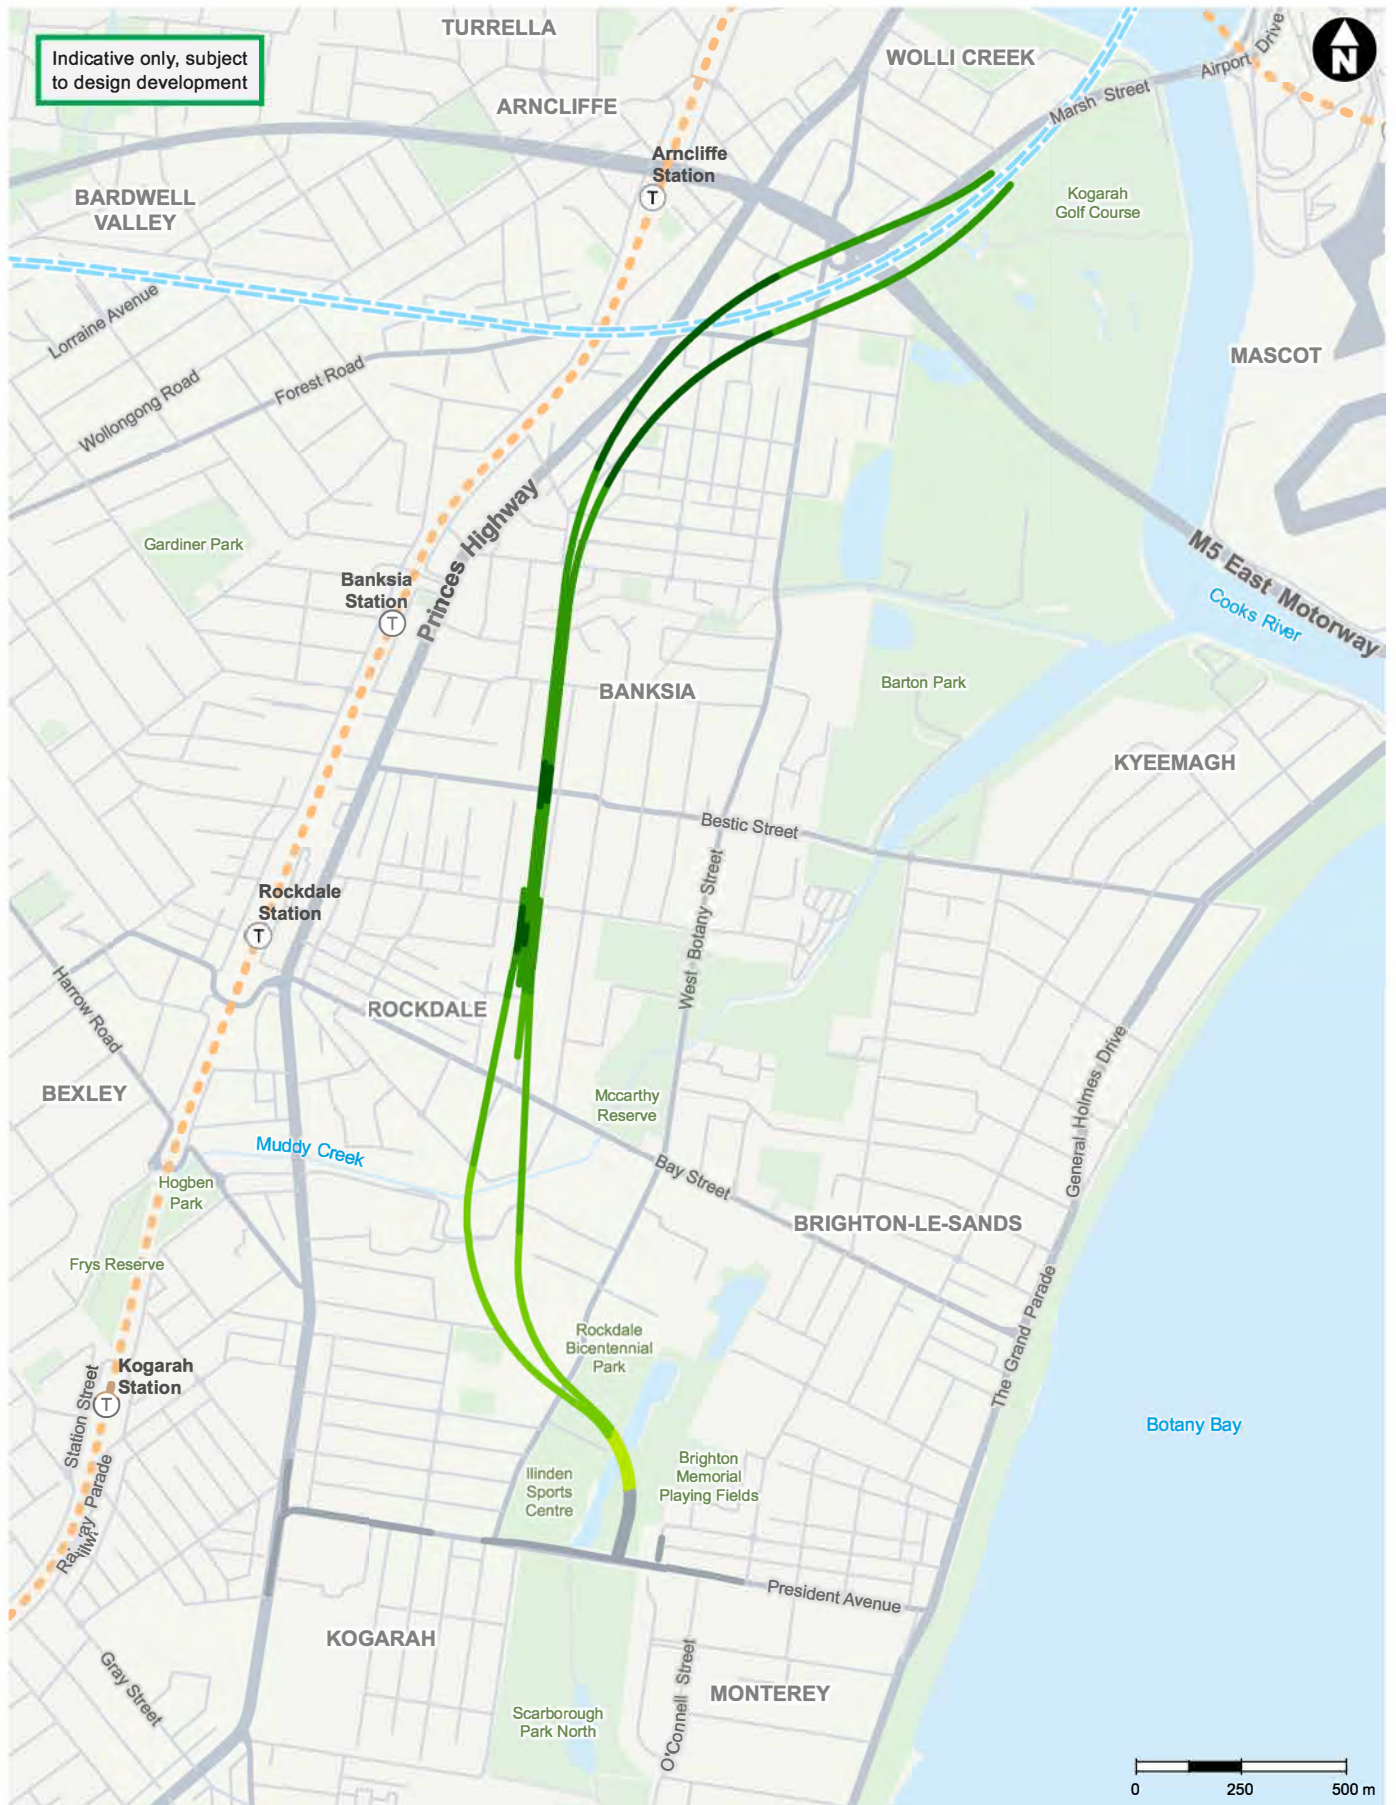 TURRELLA
Indicative only, subject
to design development
WOLLI CREEK
Airport Drive
N
ARNCLIFFE
Marsh Street
Arncliffe
Station
T
BARDWELL
VALLEY
Kogarah
Golf Course
Lorraine Avenue
MASCOT
Forest Road
Wollongong Road
Princes Highway
Gardiner Park
M5 East Motorway
Banksia
Station
T
Cooks River
BANKSIA
Barton Park
KYEEMAGH
Bestic Street
West Botany Street
Rockdale
Station
T
Harrow Road
ROCKDALE
General Holmes Drive
BEXLEY
Mccarthy
Reserve
Muddy Creek
Bay Street
Hogben
Park
BRIGHTON-LE-SANDS
Frys Reserve
The Grand Parade
Rockdale
Bicentennial
Park
Kogarah
Station
T
Station Street
Botany Bay
Brighton
Memorial
Playing Fields
Ilinden
Sports
Centre
Parade
President Avenue
KOGARAH
Gray Street
O'Connell Street
MONTEREY
Scarborough
Park North
0 250 500 m